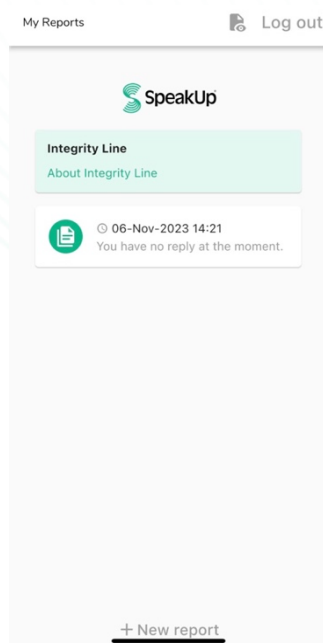 My Reports
Log out
SpeakUp
Integrity Line
About Integrity Line
06-Nov-2023 14:21
You have no reply at the moment.
+ New report